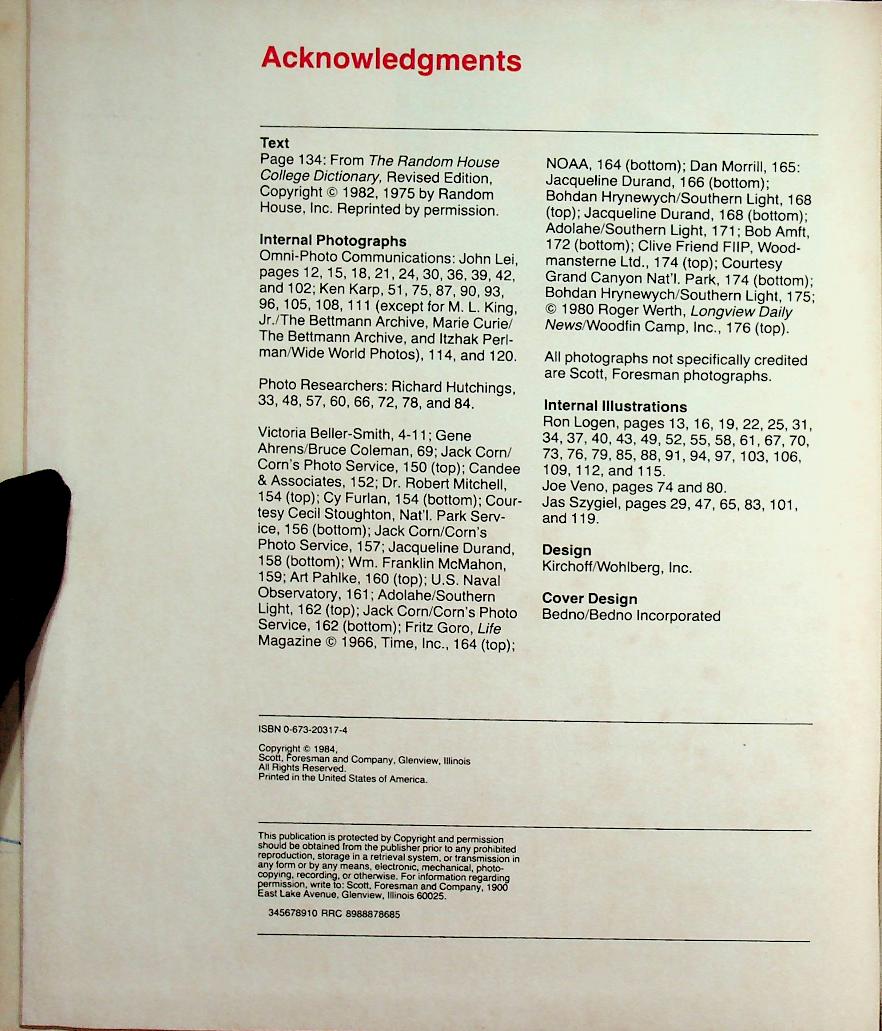 Acknowledgments
Text
Page 134: From The Random House
College Dictionary, Revised Edition,
Copyright © 1982, 1975 by Random
House, Inc. Reprinted by permission.
Internal Photographs
Omni-Photo Communications: John Lei,
pages 12, 15, 18, 21, 24, 30, 36, 39, 42,
and 102; Ken Karp, 51, 75, 87, 90, 93,
96, 105, 108, 111 (except for M. L. King,
Jr./The Bettmann Archive, Marie Curie/
The Bettmann Archive, and Itzhak Perl-
man/Wide World Photos), 114, and 120.
Photo Researchers: Richard Hutchings,
33, 48, 57, 60, 66, 72, 78, and 84.
Victoria Beller-Smith, 4-11; Gene
Ahrens/Bruce Coleman, 69; Jack Corn/
Corn's Photo Service, 150 (top); Candee
& Associates, 152; Dr. Robert Mitchell,
154 (top); Cy Furlan, 154 (bottom); Cour-
tesy Cecil Stoughton, Nat'l. Park Serv-
ice, 156 (bottom); Jack Corn/Corn's
Photo Service, 157; Jacqueline Durand,
158 (bottom); Wm. Franklin McMahon,
159; Art Pahlke, 160 (top); U.S. Naval
Observatory, 161; Adolahe/Southern
Light, 162 (top); Jack Corn/Corn's Photo
Service, 162 (bottom); Fritz Goro, Life
Magazine © 1966, Time, Inc., 164 (top);
NOAA, 164 (bottom); Dan Morrill, 165:
Jacqueline Durand, 166 (bottom);
Bohdan Hrynewych/Southern Light, 168
(top); Jacqueline Durand, 168 (bottom);
Adolahe/Southern Light, 171; Bob Amft,
172 (bottom); Clive Friend FIIP, Wood-
mansterne Ltd., 174 (top); Courtesy
Grand Canyon Nat'l. Park, 174 (bottom);
Bohdan Hrynewych/Southern Light, 175;
© 1980 Roger Werth, Longview Daily
News/Woodfin Camp, Inc., 176 (top).
All photographs not specifically credited
are Scott, Foresman photographs.
Internal Illustrations
Ron Logen, pages 13, 16, 19, 22, 25, 31,
34, 37, 40, 43, 49, 52, 55, 58, 61, 67, 70,
73, 76, 79, 85, 88, 91, 94, 97, 103, 106,
109, 112, and 115.
Joe Veno, pages 74 and 80.
Jas Szygiel, pages 29, 47, 65, 83, 101,
and 119.
Design
Kirchoff/Wohlberg, Inc.
Cover Design
Bedno/Bedno Incorporated
ISBN 0-673-20317-4
Copyright © 1984,
Scott, Foresman and Company, Glenview, Illinois
All Rights Reserved.
Printed in the United States of America.
This publication is protected by Copyright and permission
should be obtained from the publisher prior to any prohibited
reproduction, storage in a retrieval system, or transmission in
any form or by any means, electronic, mechanical, photo-
copying, recording, or otherwise. For information regarding
permission, write to: Scott, Foresman and Company, 1900
East Lake Avenue, Glenview, Illinois 60025.
345678910 RRC 8988878685